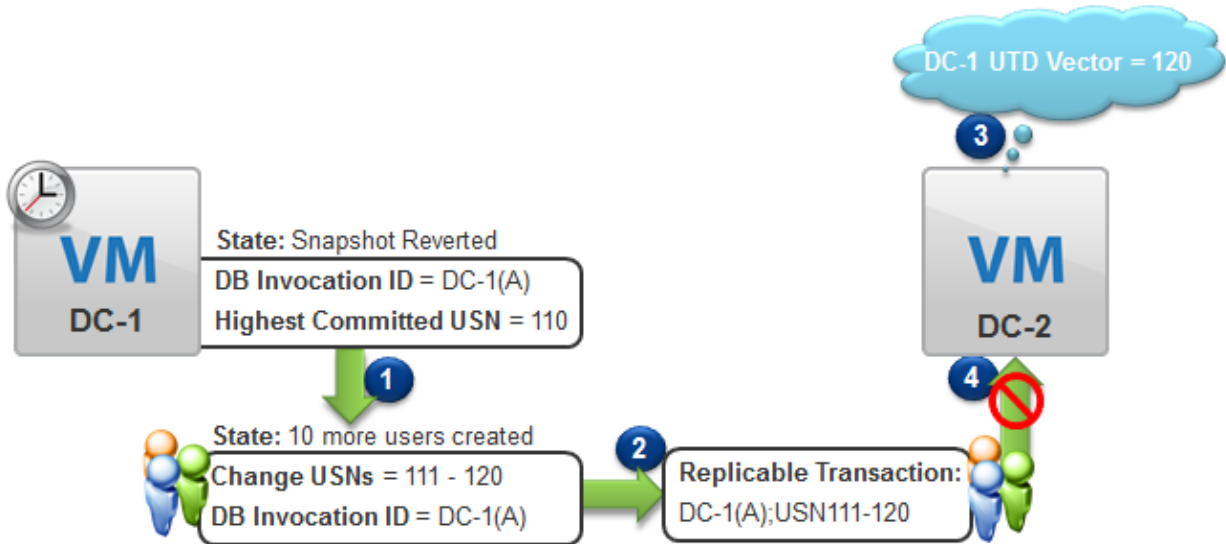 DC-1 UTD Vector = 120
3
VM
DC-1
State: Snapshot Reverted
DB Invocation ID = DC-1(A)
Highest Committed USN = 110
VM
DC-2
1
4
State: 10 more users created
Change USNs = 111 - 120
DB Invocation ID = DC-1(A)
2
Replicable Transaction:
DC-1(A);USN111-120